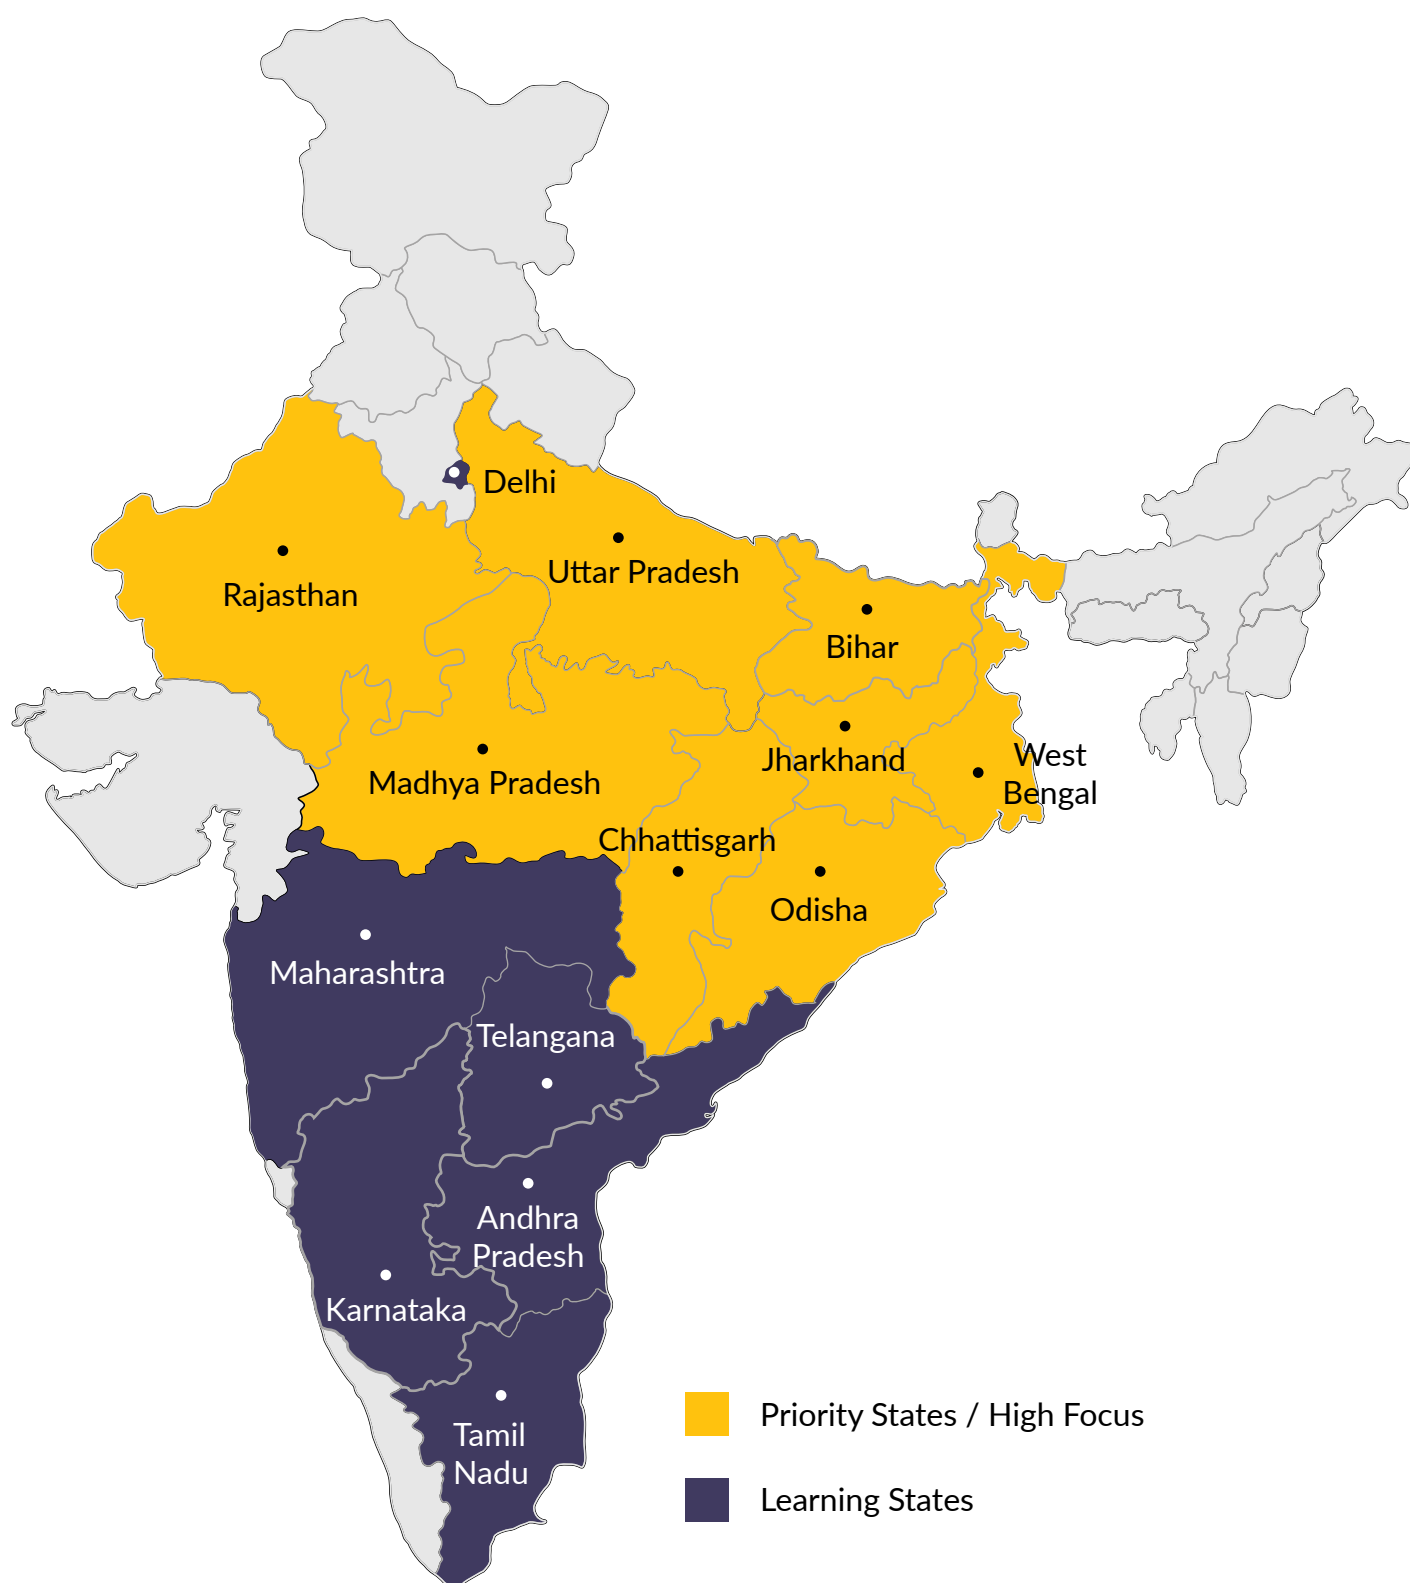 Delhi
Uttar Pradesh
Rajasthan
Bihar
West
Bengal
Jharkhand
Madhya Pradesh
Chhattisgarh
Odisha
Maharashtra
Telangana
Andhra
Pradesh
Karnataka
Tamil
Nadu
Priority States / High Focus
Learning States